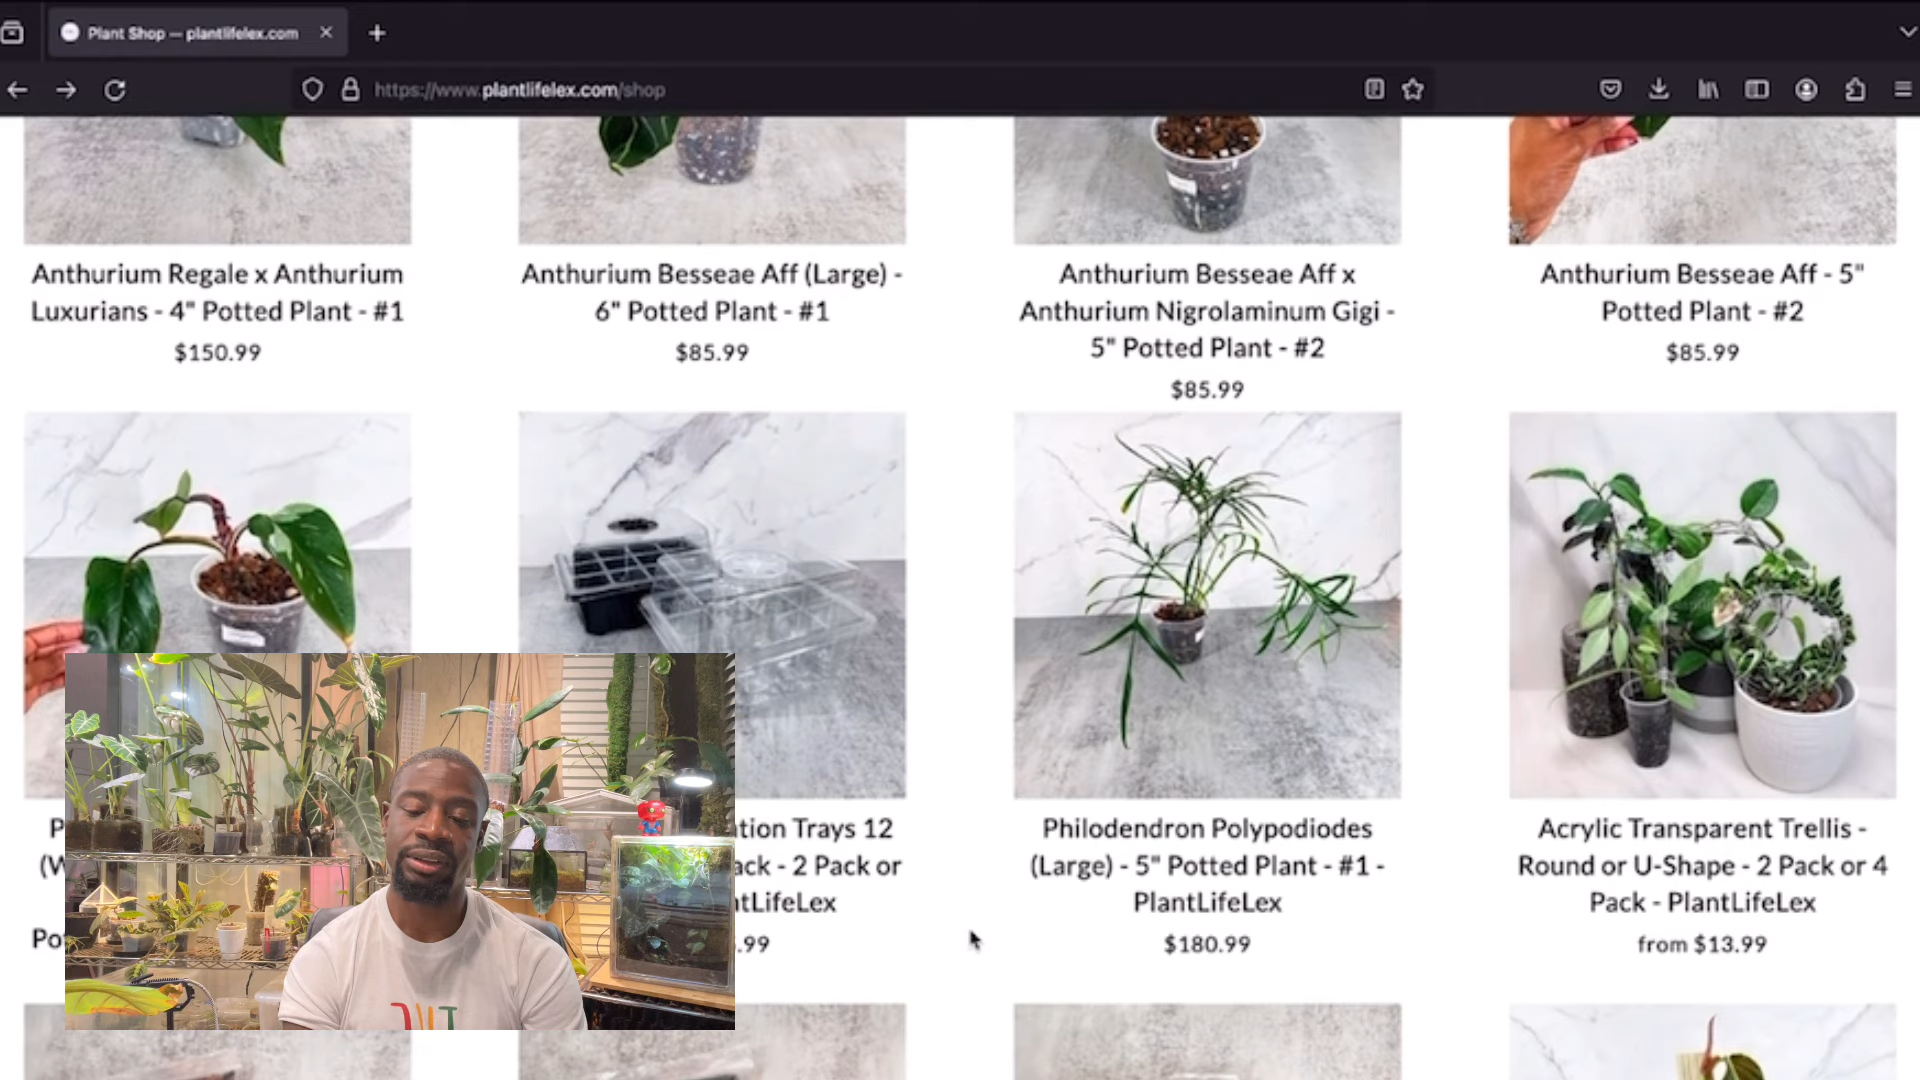 Plant Shop — plantlifelex.com
https://www.plantlifelex.com/shop
Anthurium Regale x Anthurium
Luxurians - 4" Potted Plant - #1
$150.99
Anthurium Besseae Aff (Large) -
6" Potted Plant - #1
$85.99
Anthurium Besseae Aff x
Anthurium Nigrolaminum Gigi -
5" Potted Plant - #2
$85.99
Anthurium Besseae Aff - 5"
Potted Plant - #2
$85.99
P
(W
Po
tion Trays 12
ack - 2 Pack or
ntLifeLex
.99
Philodendron Polypodiodes
(Large) - 5" Potted Plant - #1 -
PlantLifeLex
$180.99
Acrylic Transparent Trellis -
Round or U-Shape - 2 Pack or 4
Pack - PlantLifeLex
from $13.99